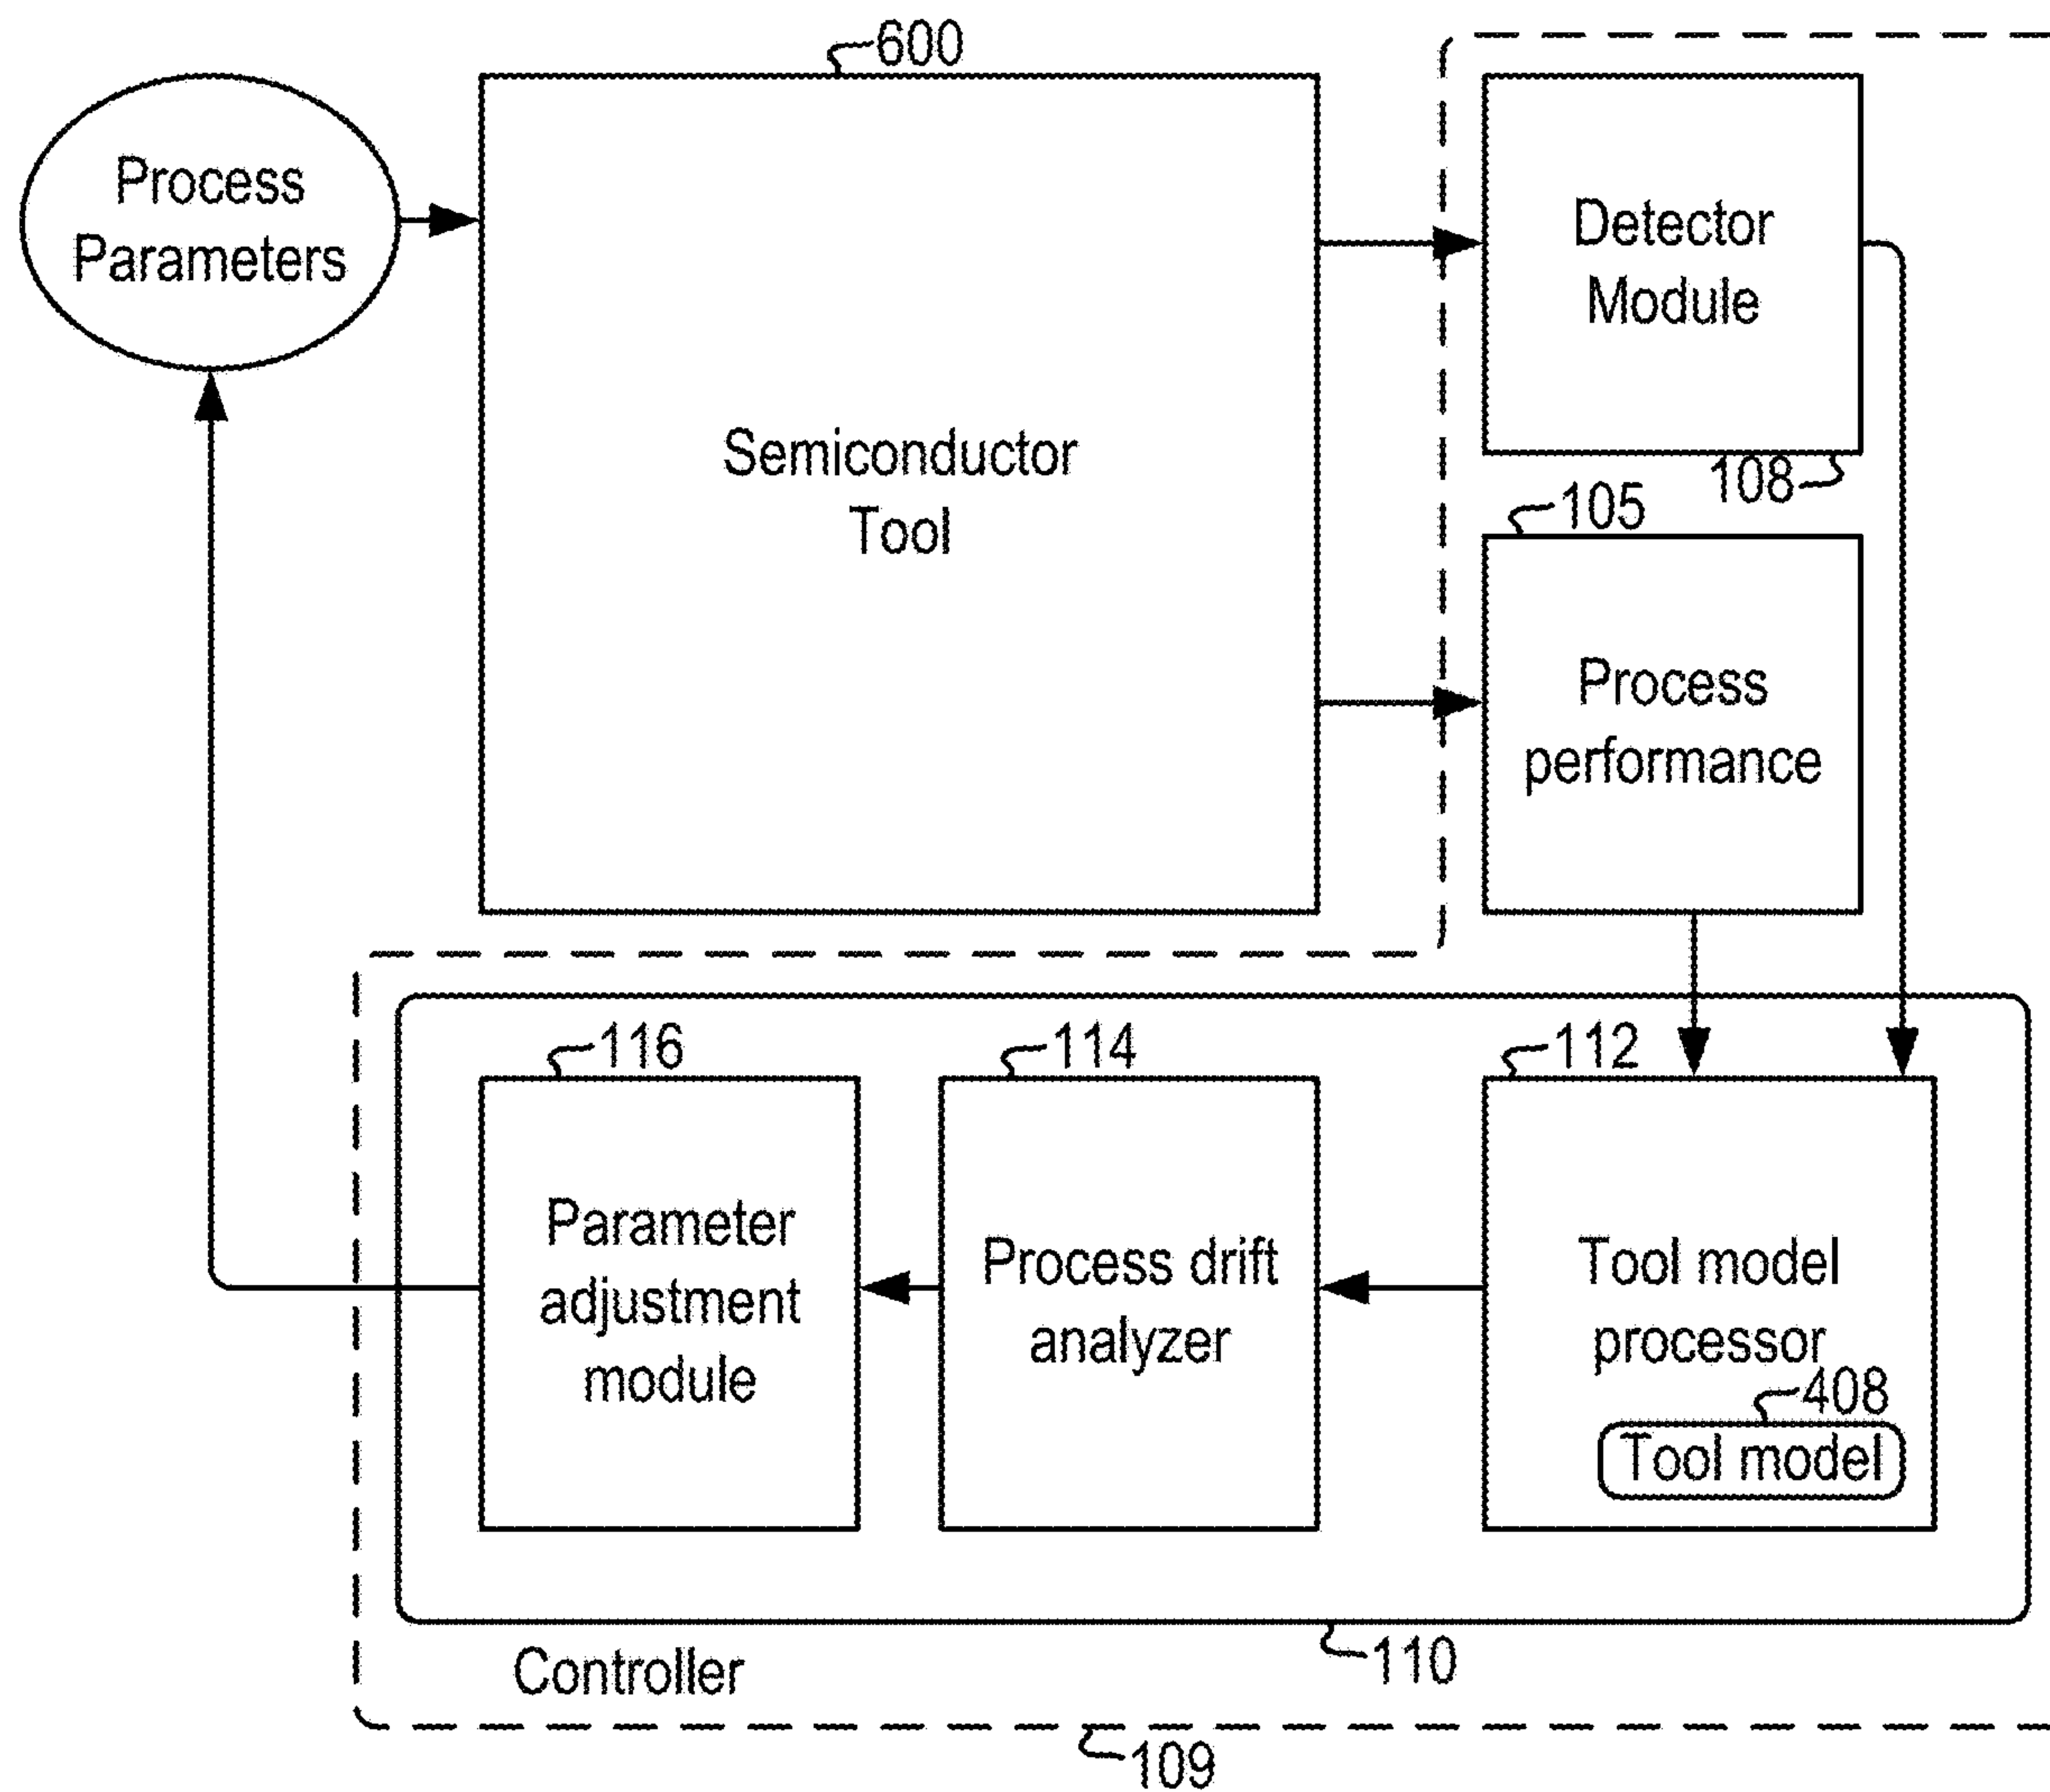 600
Process
Parameters
Semiconductor
Tool
Detector
Module
108
105
Process
performance
116
114
112
Parameter
adjustment
module
Process drift
analyzer
Tool model
processor
408
Tool model
110
Controller
109